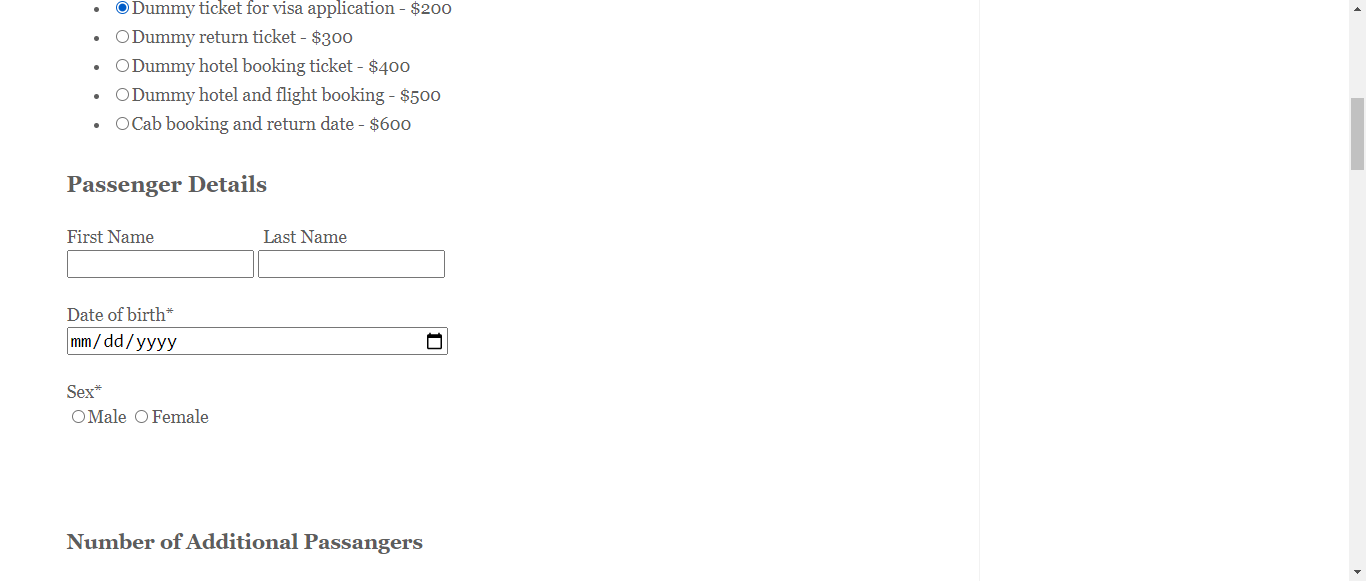 Dummy ticket for visa application - $200
Dummy return ticket - $300
Dummy hotel booking ticket - $400
Dummy hotel and flight booking - $500
Cab booking and return date - $600
Passenger Details
First Name Last Name
Date of birth*
mm/dd/yyyy
Sex*
Male Female
Number of Additional Passangers